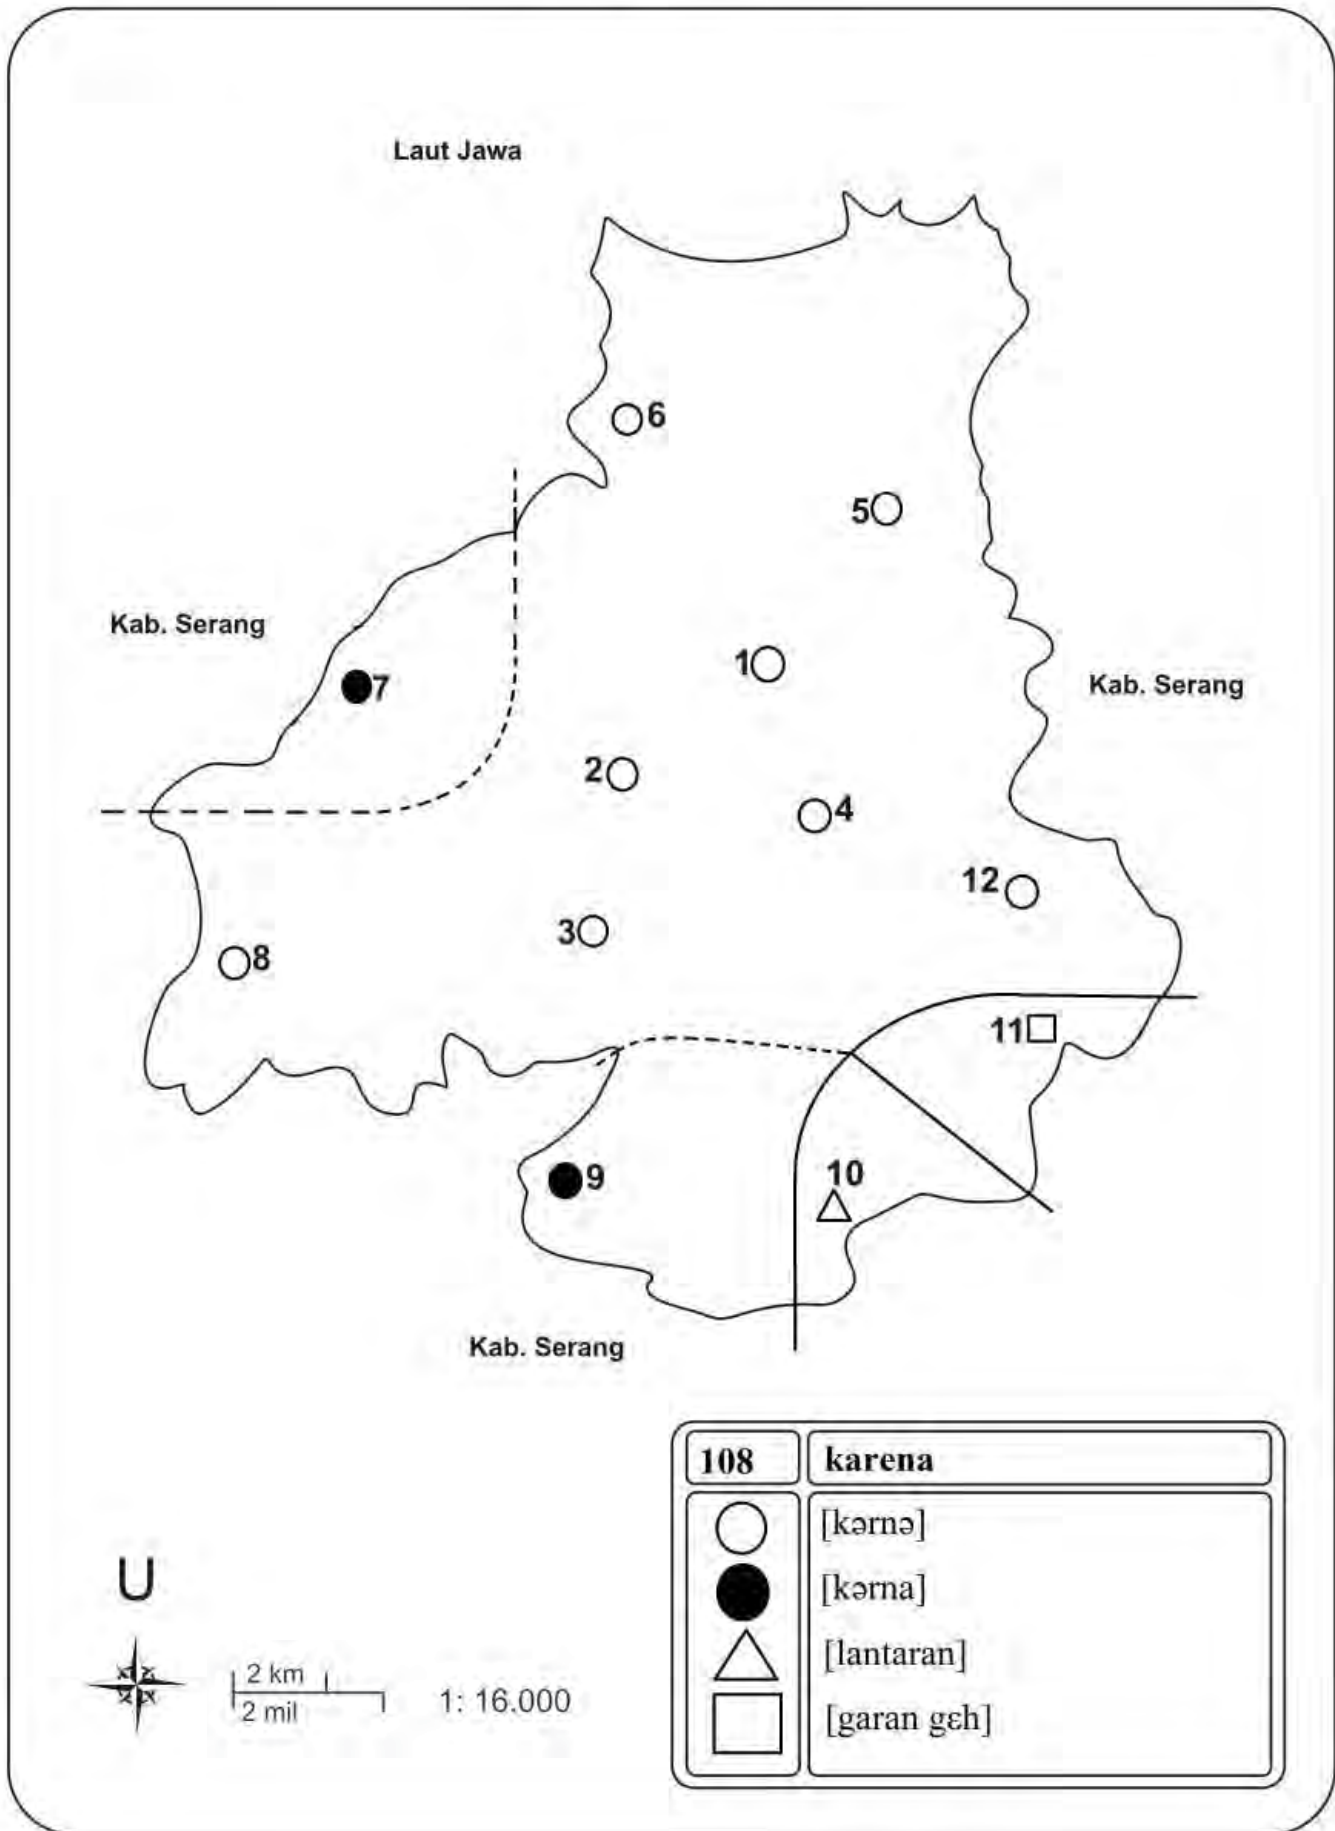 Laut Jawa
6
5
Kab. Serang
1
Kab. Serang
7
2
4
12
3
8
11
10
9
Kab. Serang
108 karena
[kərnə]
[kərna]
[lantaran]
[garan gɛh]
U
2 km
2 mil
1: 16.000